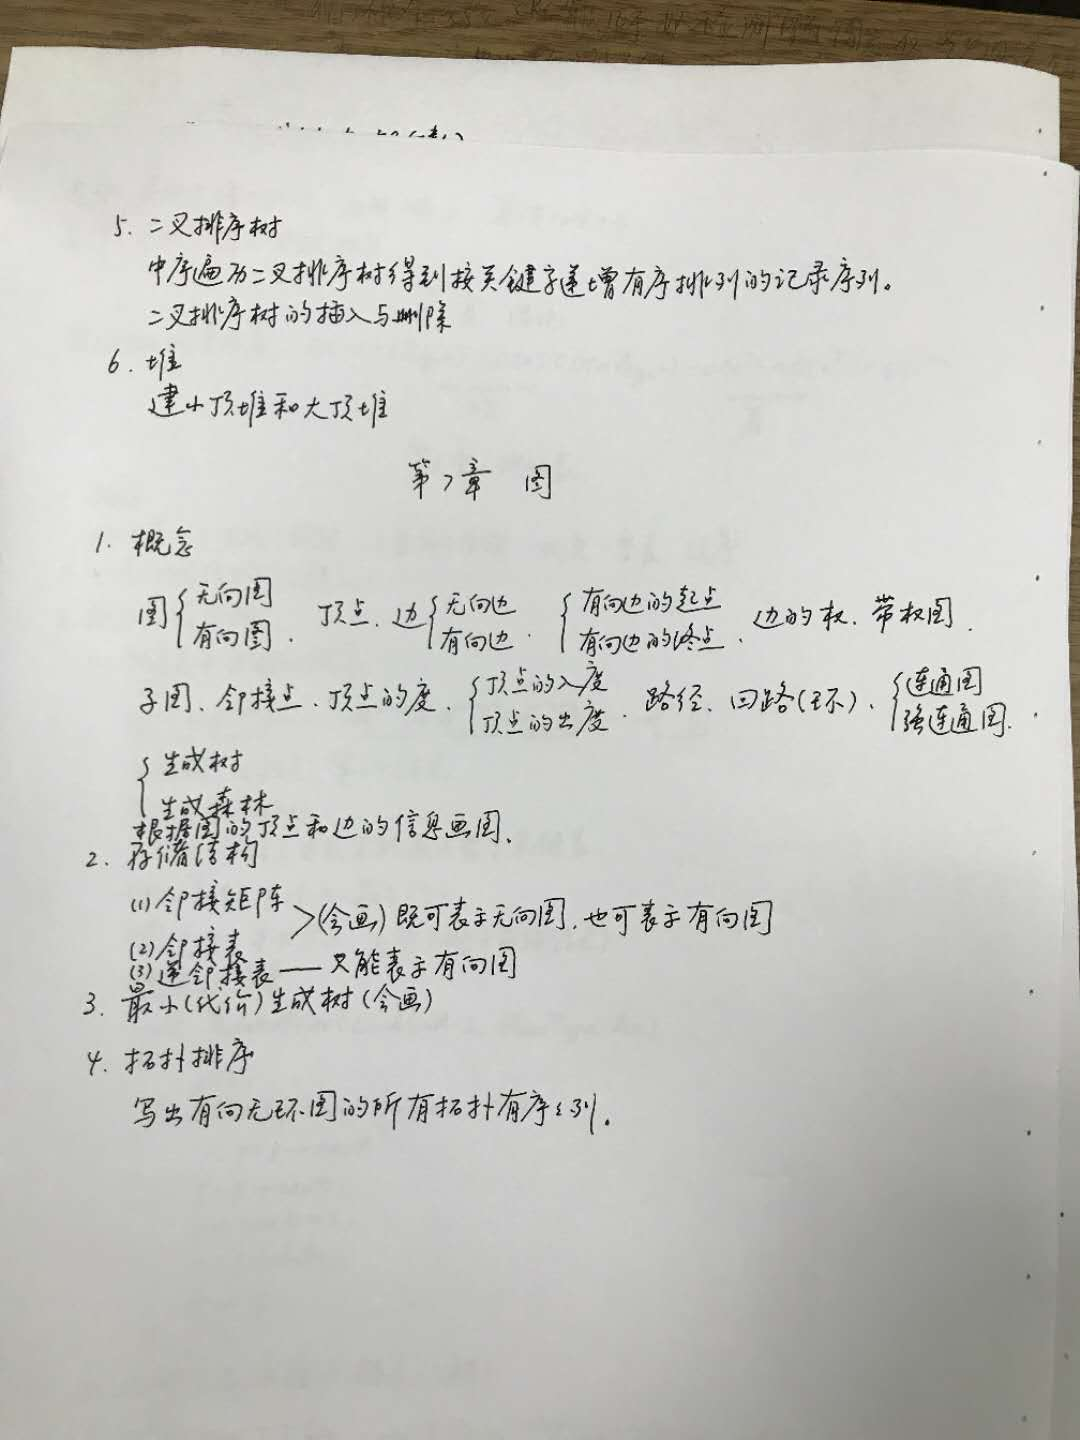 5. 二叉排序树
中序遍历二叉排序树得到按关键字递增有序排列的记录序列。
二叉排序树的插入与删除
6. 堆
建小顶堆和大顶堆
第7章 图
1. 概念
图{无向图 有向图、顶点、边{无向边 有向边、{有向边的起点 有向边的终点、边的权、带权图、
子图、邻接点、顶点的度、{顶点的入度 顶点的出度、路径、回路(环)、{连通图 强连通图、
{生成树 生成森林
根据图的顶点和边的信息画图、
2. 存储结构
(1) 邻接矩阵
(2) 邻接表
>(会画) 既可表示无向图、也可表示有向图
(3) 逆邻接表 —— 只能表示有向图
3. 最小(代价)生成树(会画)
4. 拓扑排序
写出有向无环图的所有拓扑有序序列。